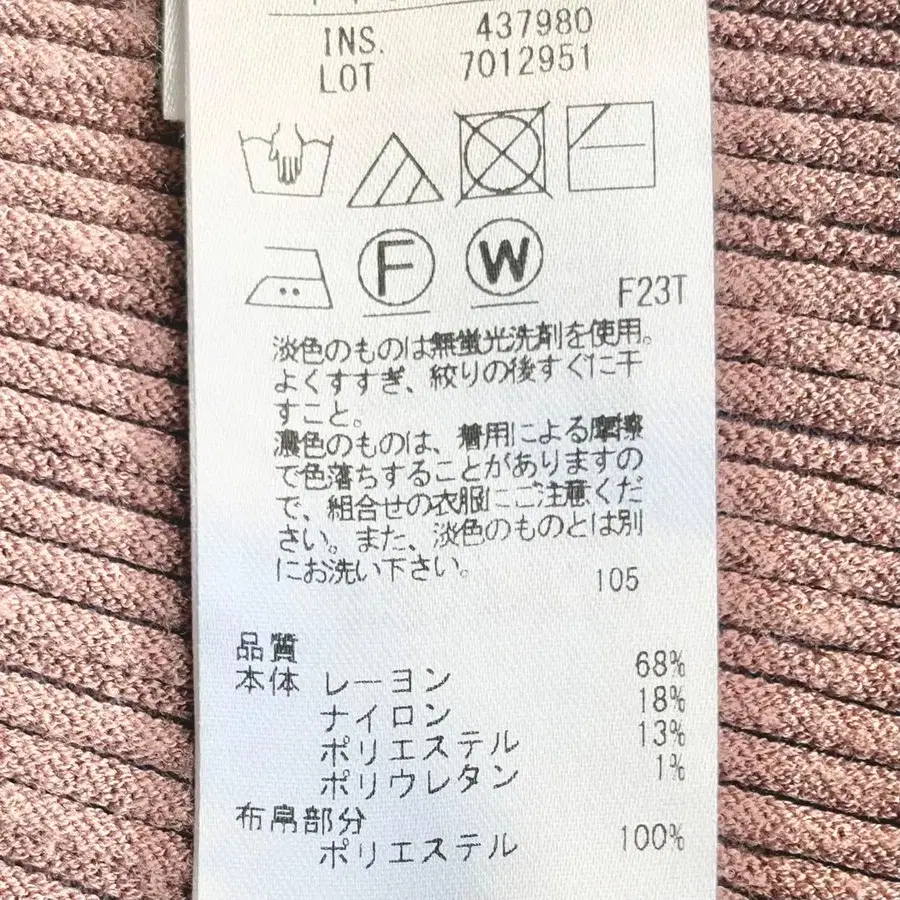 INS. 437980
LOT 7012951
F W F23T
淡色のものは無蛍光洗剤を使用。
よくすすぎ、絞りの後すぐに干
すこと。
濃色のものは、着用による摩擦
で色落ちすることがありますの
で、組合せの衣服にご注意くだ
さい。また、淡色のものとは別
にお洗い下さい。
105
品質
本体 レーヨン 68%
ナイロン 18%
ポリエステル 13%
ポリウレタン 1%
布帛部分
ポリエステル 100%